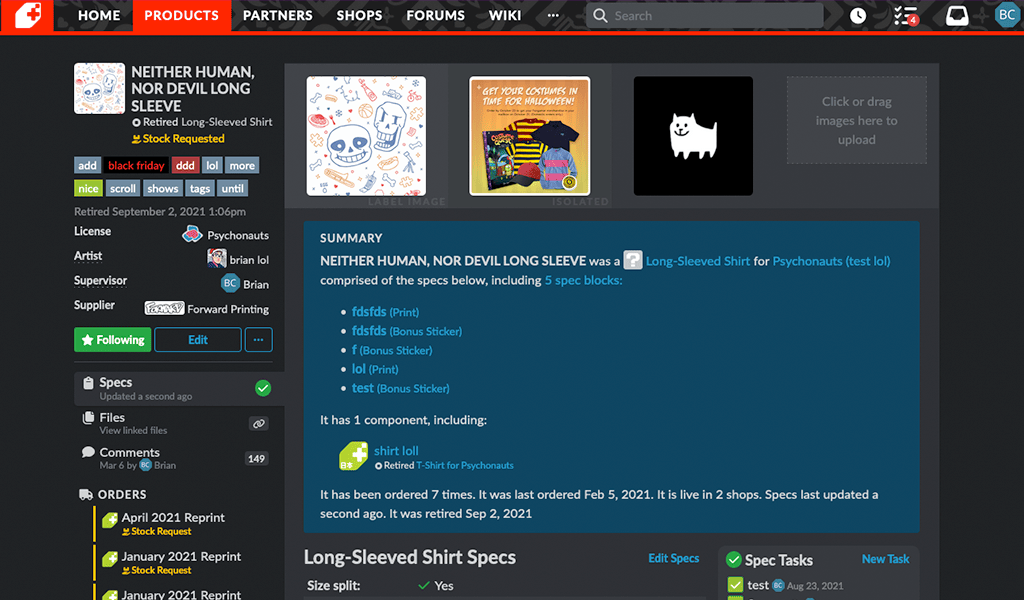 HOME PRODUCTS PARTNERS SHOPS FORUMS WIKI ••• Search 4 BC
NEITHER HUMAN,
NOR DEVIL LONG
SLEEVE
Retired Long-Sleeved Shirt
Stock Requested
add black friday ddd lol more
nice scroll shows tags until
Retired September 2, 2021 1:06pm
License Psychonauts
Artist brian lol
Supervisor BC Brian
Supplier Forward Printing
Following Edit •••
Specs
Updated a second ago
Files
View linked files
Comments 149
Mar 6 by BC Brian
ORDERS
April 2021 Reprint
Stock Request
January 2021 Reprint
Stock Request
January 2021 Reprint
GET YOUR COSTUMES IN
TIME FOR HALLOWEEN!
LABEL IMAGE
ISOLATED
Click or drag
images here to
upload
SUMMARY
NEITHER HUMAN, NOR DEVIL LONG SLEEVE was a ? Long-Sleeved Shirt for Psychonauts (test lol)
comprised of the specs below, including 5 spec blocks:
• fdsfds (Print)
• fdsfds (Bonus Sticker)
• f (Bonus Sticker)
• lol (Print)
• test (Bonus Sticker)
It has 1 component, including:
shirt loll
Retired T-Shirt for Psychonauts
It has been ordered 7 times. It was last ordered Feb 5, 2021. It is live in 2 shops. Specs last updated a
second ago. It was retired Sep 2, 2021
Long-Sleeved Shirt Specs Edit Specs
Size split: Yes
Spec Tasks New Task
test BC Aug 23, 2021